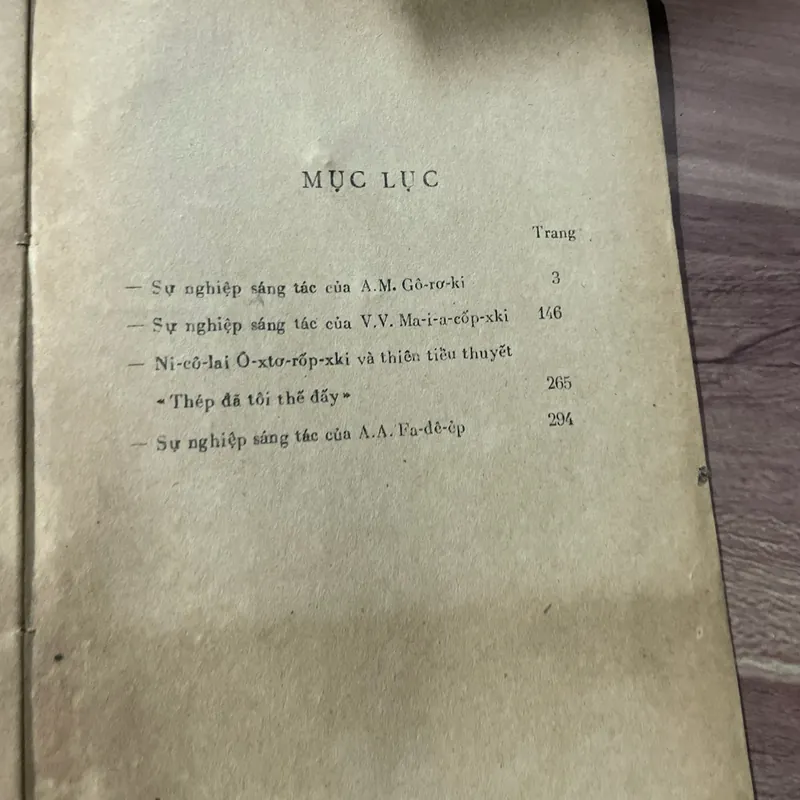 MỤC LỤC
Trang
— Sự nghiệp sáng tác của A.M. Gô-rơ-ki 3
— Sự nghiệp sáng tác của V.V. Ma-i-a-cốp-xki 146
— Ni-cô-lai Ô-xtơ-rốp-xki và thiên tiểu thuyết
«Thép đã tôi thế đấy» 265
— Sự nghiệp sáng tác của A.A. Fa-dê-ép 294